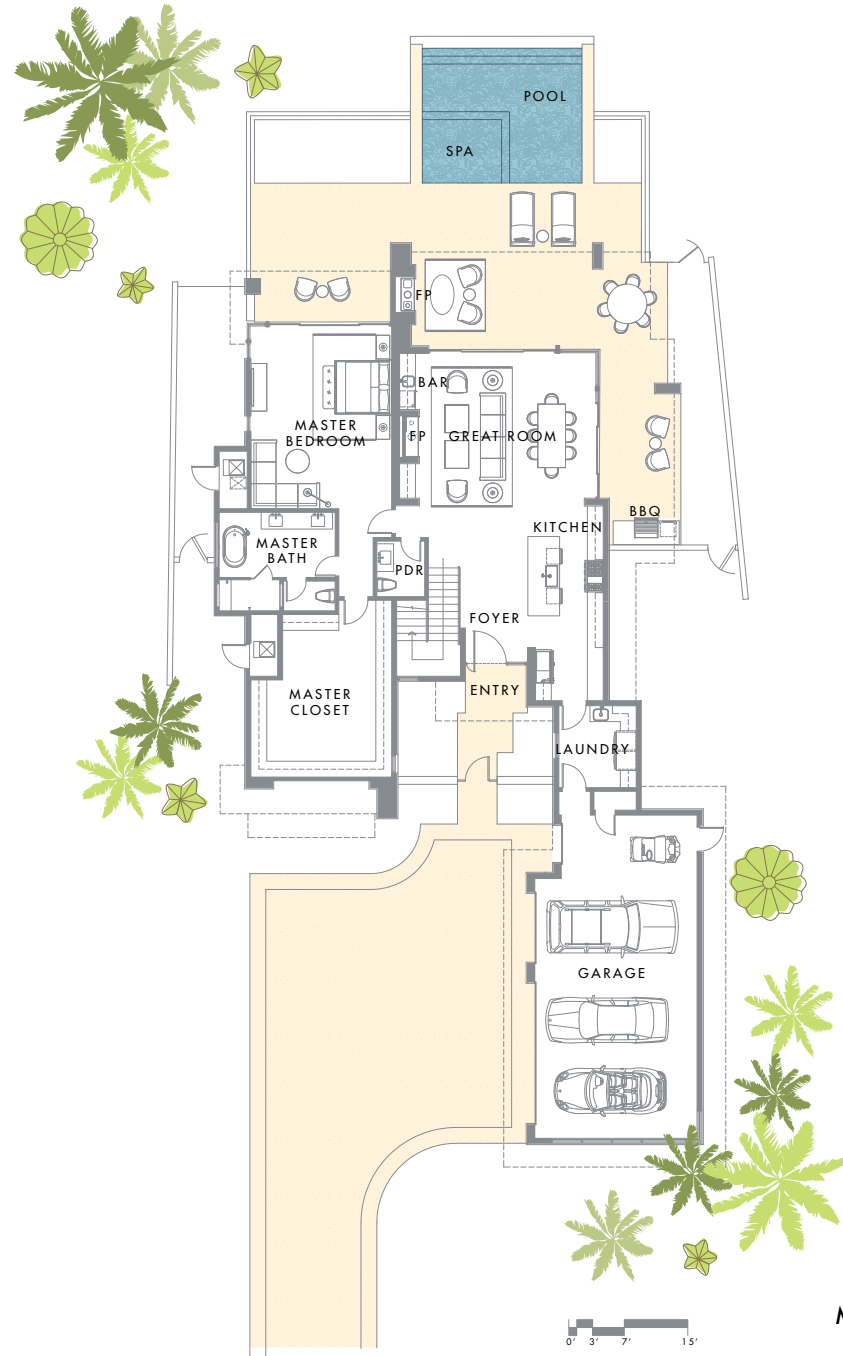 POOL
SPA
FP
BAR
MASTER
BEDROOM
FP
GREAT ROOM
BBQ
KITCHEN
MASTER
BATH
PDR
FOYER
ENTRY
MASTER
CLOSET
LAUNDRY
GARAGE
0' 3' 7' 15'